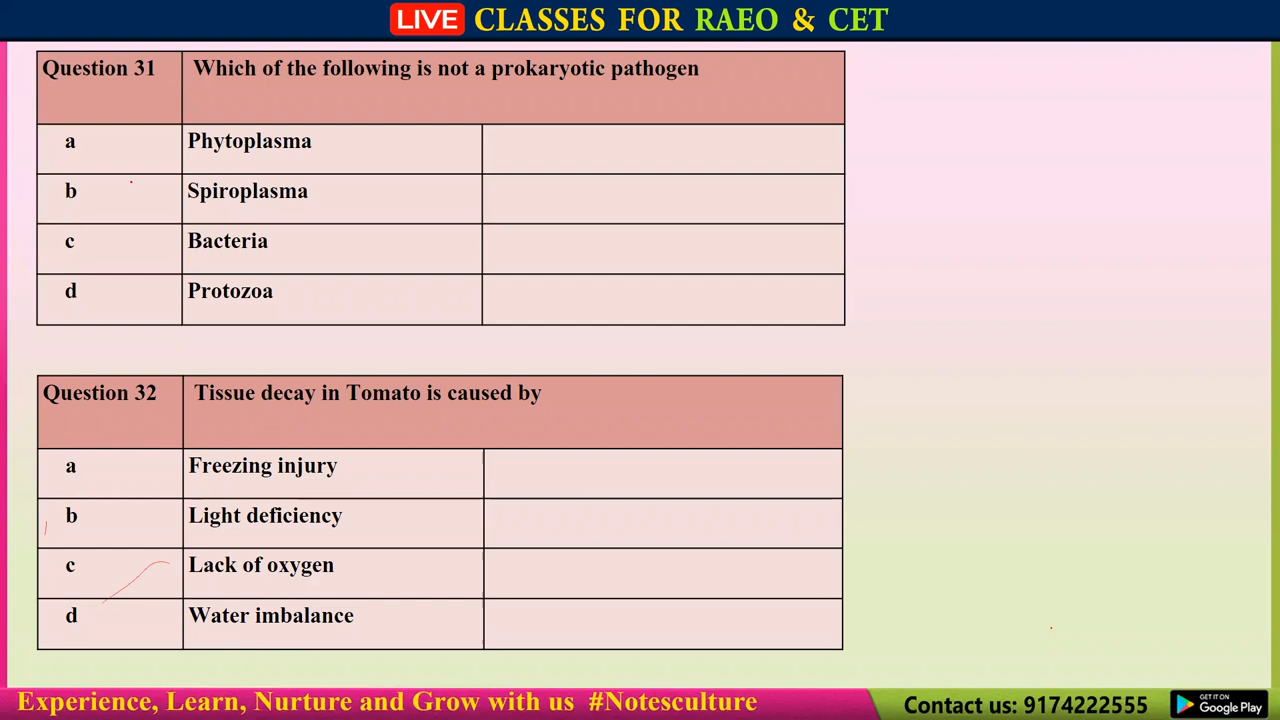 LIVE CLASSES FOR RAEO & CET
Question 31 Which of the following is not a prokaryotic pathogen
a Phytoplasma
b Spiroplasma
c Bacteria
d Protozoa
Question 32 Tissue decay in Tomato is caused by
a Freezing injury
b Light deficiency
c Lack of oxygen
d Water imbalance
Experience, Learn, Nurture and Grow with us #Notesculture
Contact us: 9174222555
GET IT ON
Google Play